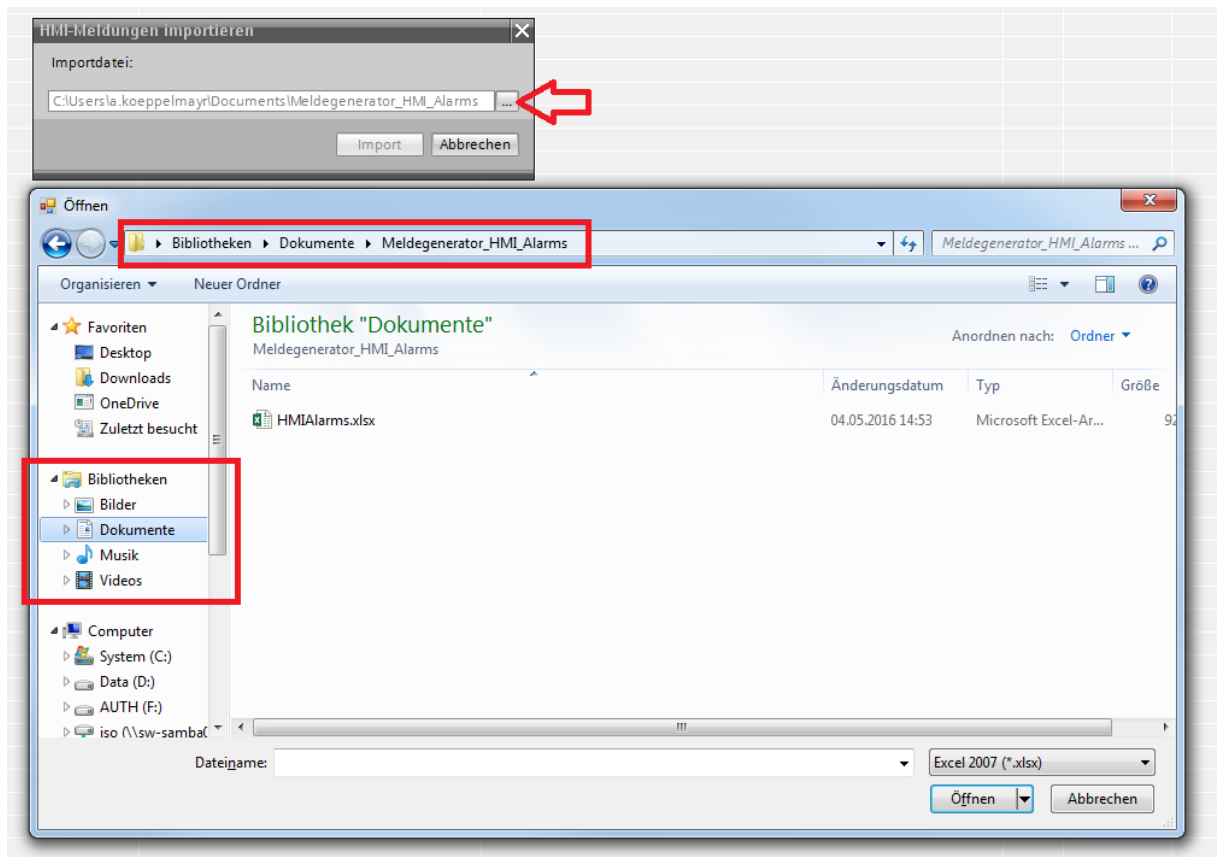 HMI-Meldungen importieren
Importdatei:
C:\Users\a.koeppelmayr\Documents\Meldegenerator_HMI_Alarms ...
Import Abbrechen
Öffnen
Bibliotheken Dokumente Meldegenerator_HMI_Alarms Meldegenerator_HMI_Alarms ...
Organisieren Neuer Ordner
Favoriten
Desktop
Downloads
OneDrive
Zuletzt besucht
Bibliotheken
Bilder
Dokumente
Musik
Videos
Computer
System (C:)
Data (D:)
AUTH (F:)
iso (\\sw-samba
Bibliothek "Dokumente"
Meldegenerator_HMI_Alarms
Anordnen nach: Ordner
Name Änderungsdatum Typ Größe
HMIAlarms.xlsx 04.05.2016 14:53 Microsoft Excel-Ar... 92
Dateiname: Excel 2007 (*.xlsx)
Öffnen Abbrechen